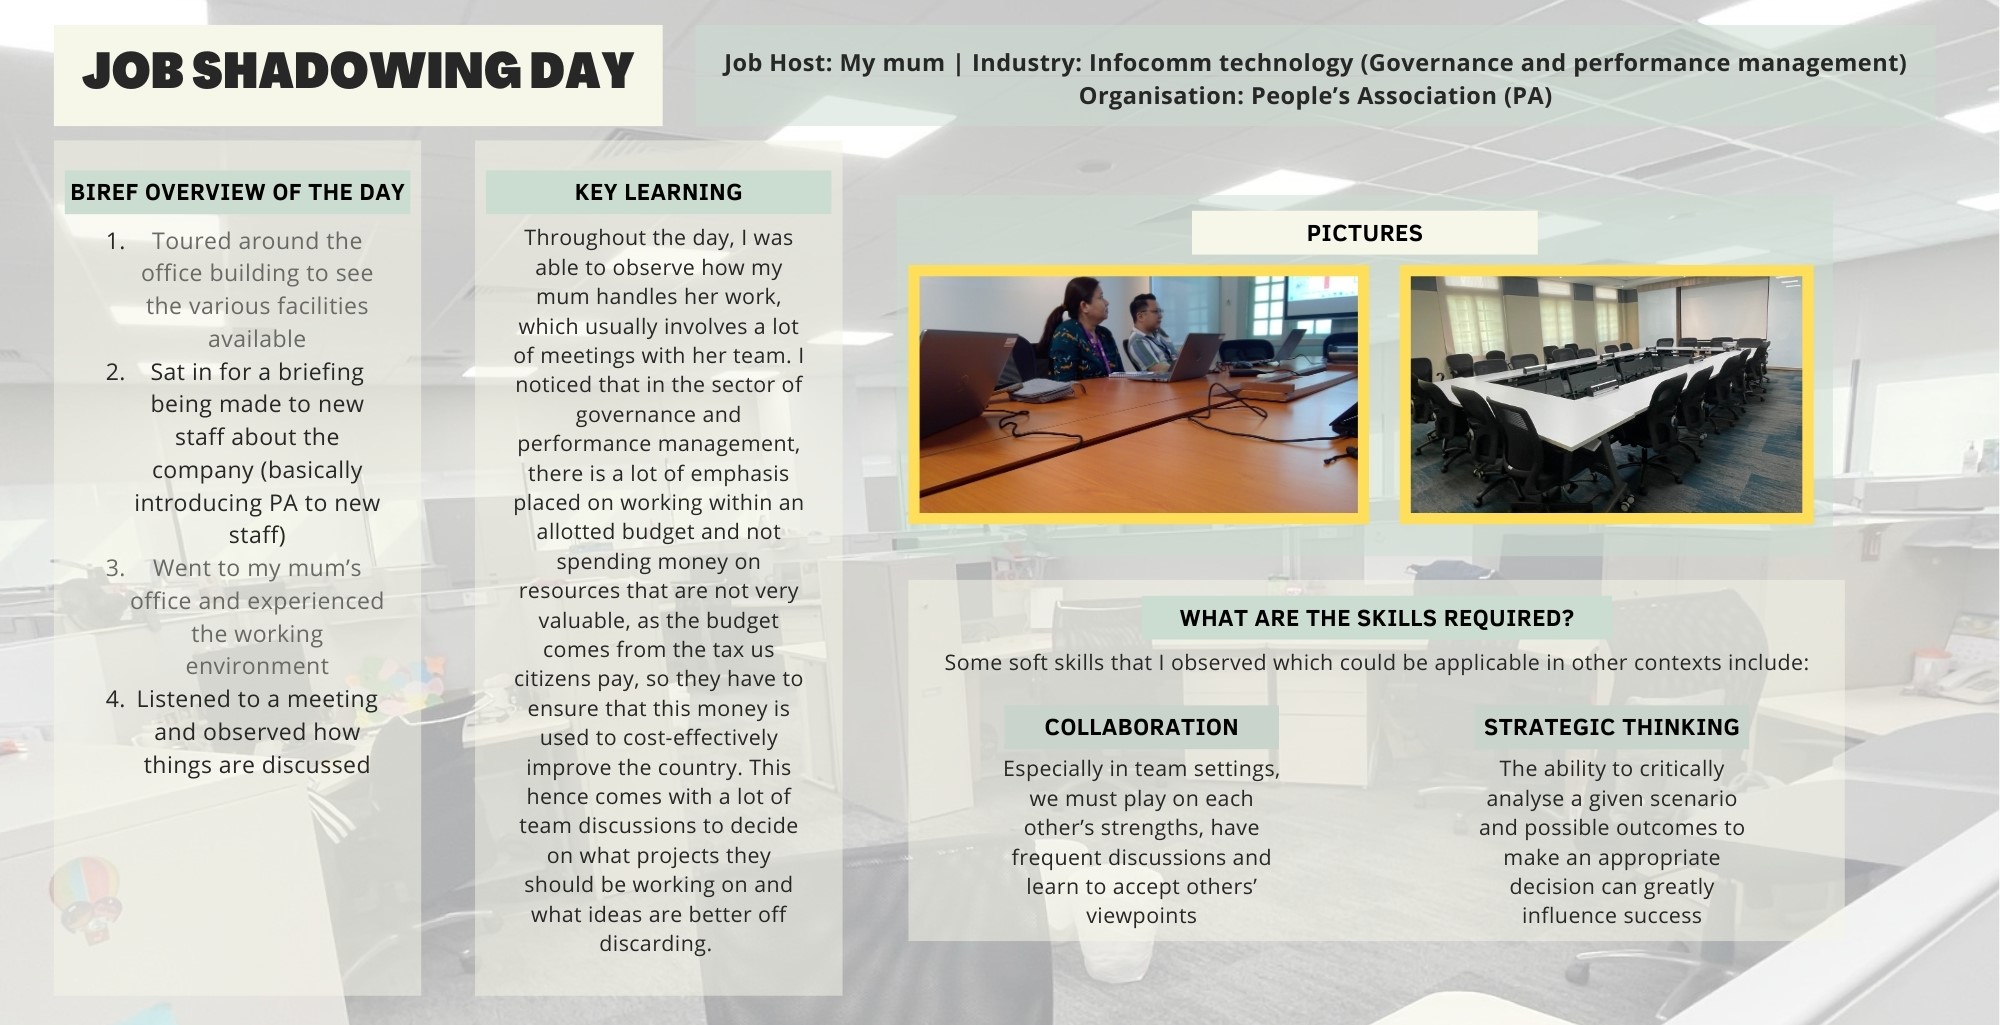 JOB SHADOWING DAY
Job Host: My mum | Industry: Infocomm technology (Governance and performance management)
Organisation: People’s Association (PA)
BIREF OVERVIEW OF THE DAY
1. Toured around the
office building to see
the various facilities
available
2. Sat in for a briefing
being made to new
staff about the
company (basically
introducing PA to new
staff)
3. Went to my mum’s
office and experienced
the working
environment
4. Listened to a meeting
and observed how
things are discussed
KEY LEARNING
Throughout the day, I was
able to observe how my
mum handles her work,
which usually involves a lot
of meetings with her team. I
noticed that in the sector of
governance and
performance management,
there is a lot of emphasis
placed on working within an
allotted budget and not
spending money on
resources that are not very
valuable, as the budget
comes from the tax us
citizens pay, so they have to
ensure that this money is
used to cost-effectively
improve the country. This
hence comes with a lot of
team discussions to decide
on what projects they
should be working on and
what ideas are better off
discarding.
PICTURES
WHAT ARE THE SKILLS REQUIRED?
Some soft skills that I observed which could be applicable in other contexts include:
COLLABORATION
Especially in team settings,
we must play on each
other’s strengths, have
frequent discussions and
learn to accept others’
viewpoints
STRATEGIC THINKING
The ability to critically
analyse a given scenario
and possible outcomes to
make an appropriate
decision can greatly
influence success